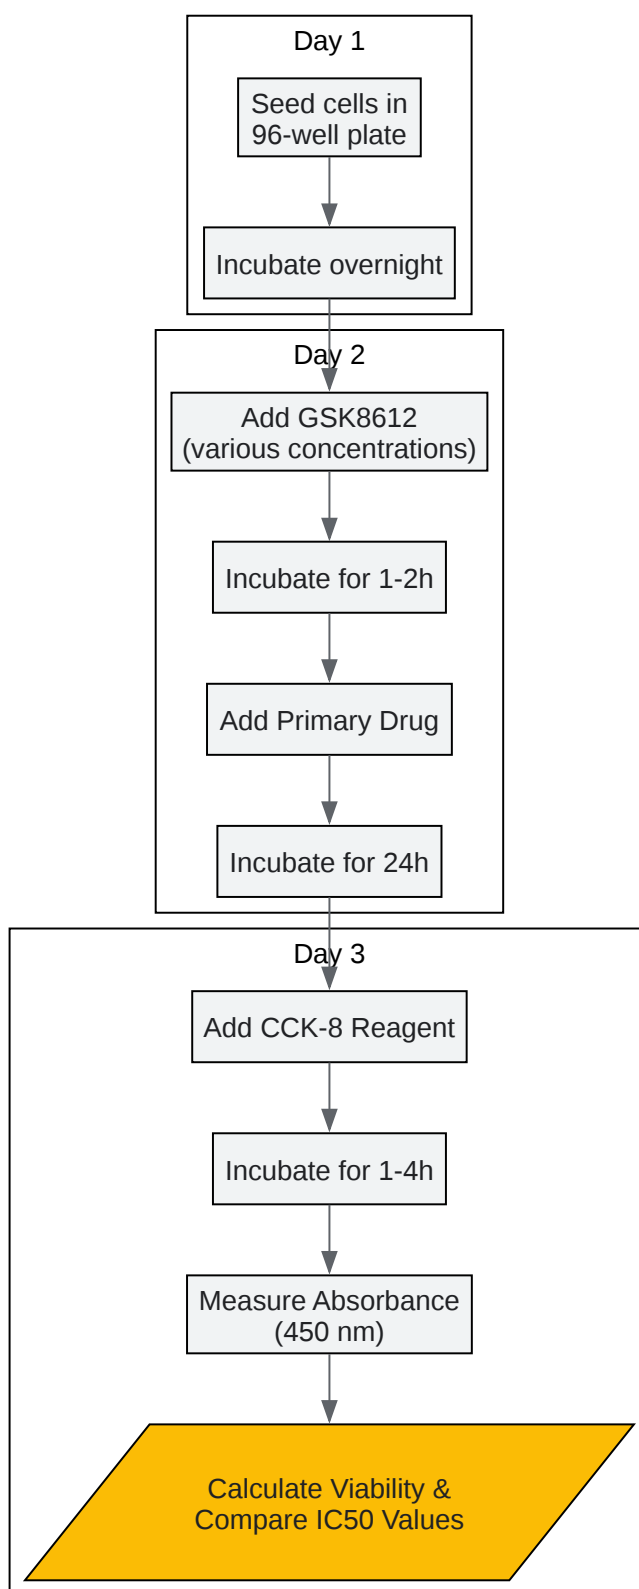 Day 1
Seed cells in
96-well plate
Incubate overnight
Day 2
Add GSK8612
(various concentrations)
Incubate for 1-2h
Add Primary Drug
Incubate for 24h
Day 3
Add CCK-8 Reagent
Incubate for 1-4h
Measure Absorbance
(450 nm)
Calculate Viability &
Compare IC50 Values